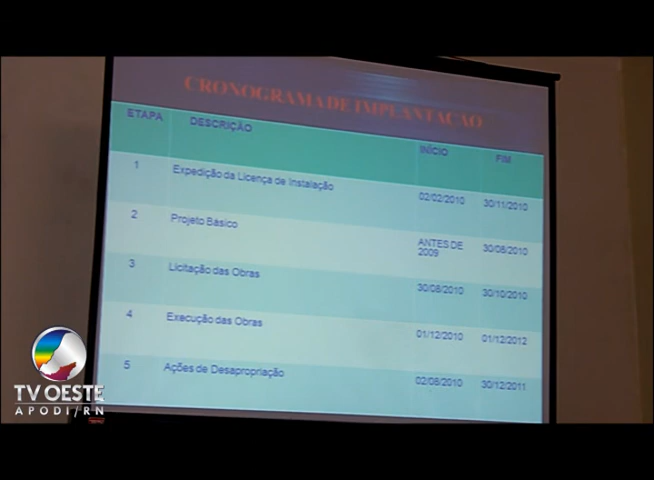 CRONOGRAMA DE IMPLANTACAO
ETAPA DESCRIÇÃO INÍCIO FIM
1 Expedição da Licença de Instalação 02/02/2010 30/11/2010
2 Projeto Básico ANTES DE 2009 30/08/2010
3 Licitação das Obras 30/08/2010 30/10/2010
4 Execução das Obras 01/12/2010 01/12/2012
5 Ações de Desapropriação 02/08/2010 30/12/2011
TV OESTE
APODI/RN